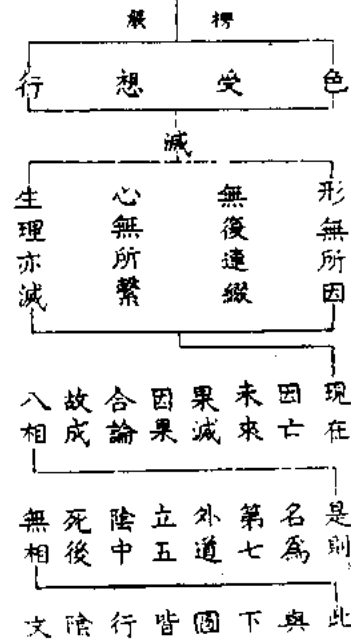 楞嚴
色
受
想
行
滅
形無所因
無復連綴
心無所繫
生理亦滅
現在
因亡
未來
果滅
因果
合論
故成
八相
是則
名為
第七
外道
立五
陰中
死後
無相
此
與
下
圖
皆
行
陰
文